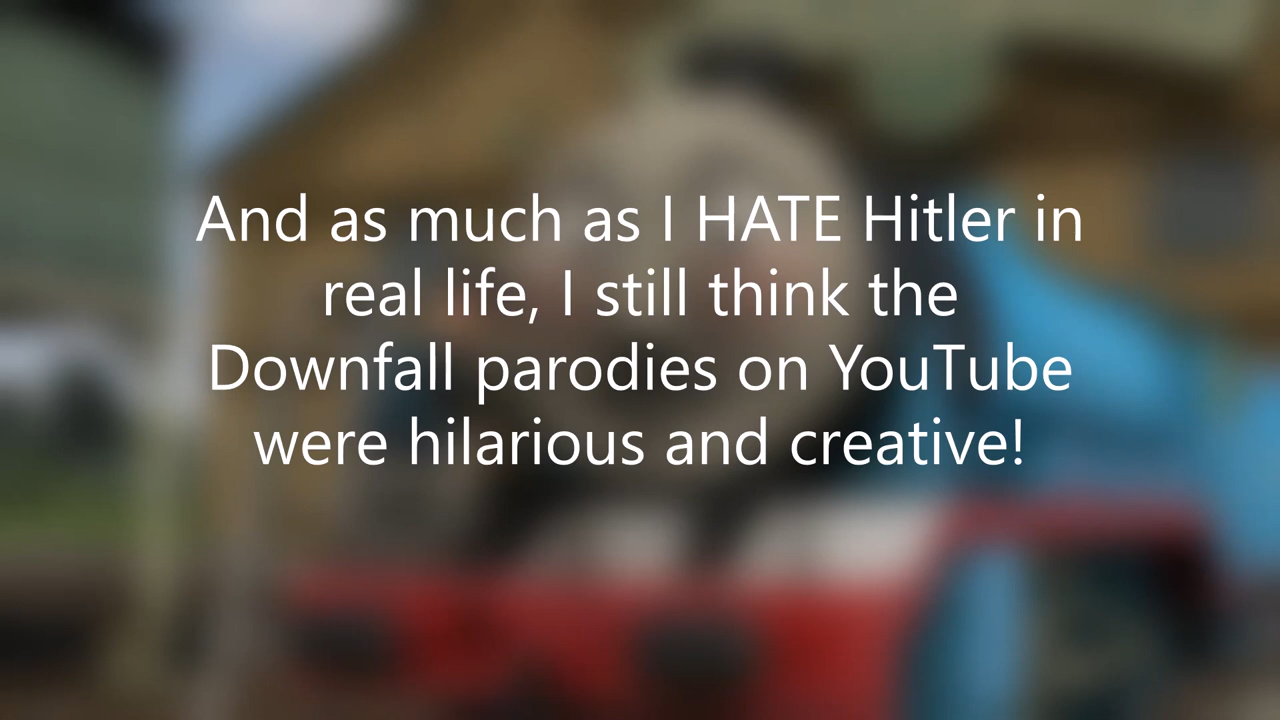 And as much as I HATE Hitler in
real life, I still think the
Downfall parodies on YouTube
were hilarious and creative!